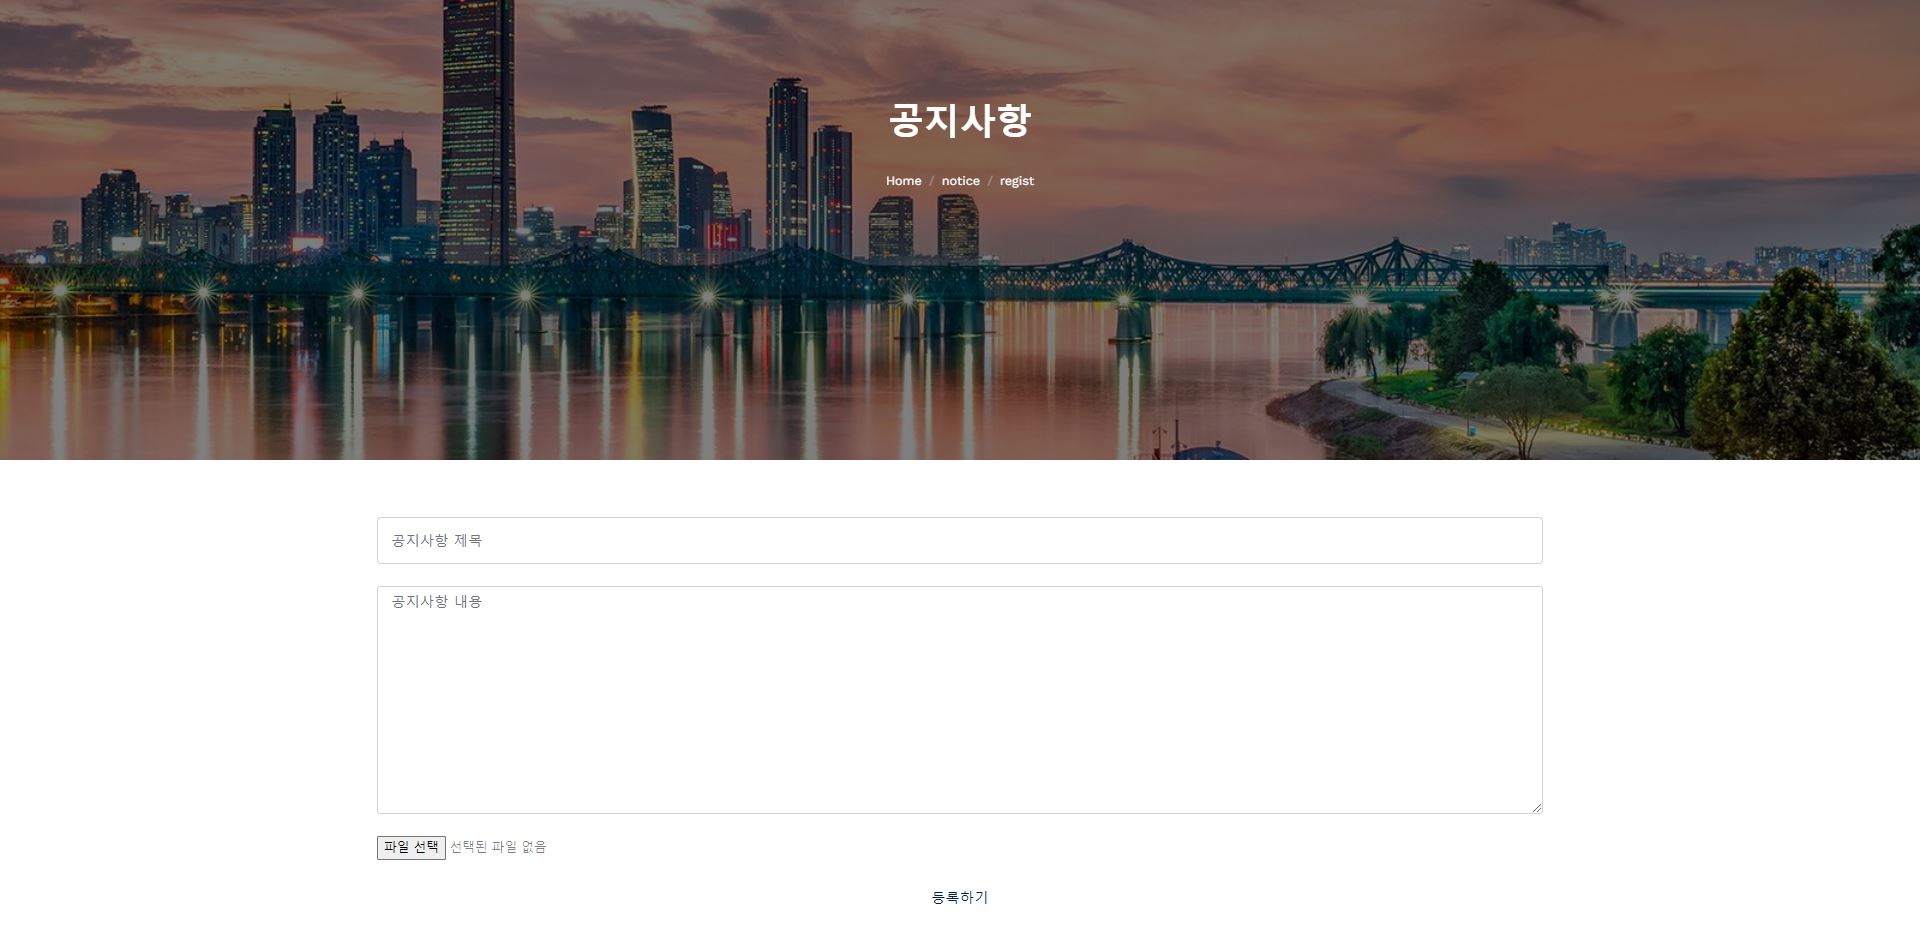 공지사항
Home / notice / regist
공지사항 제목
공지사항 내용
파일 선택 선택된 파일 없음
등록하기